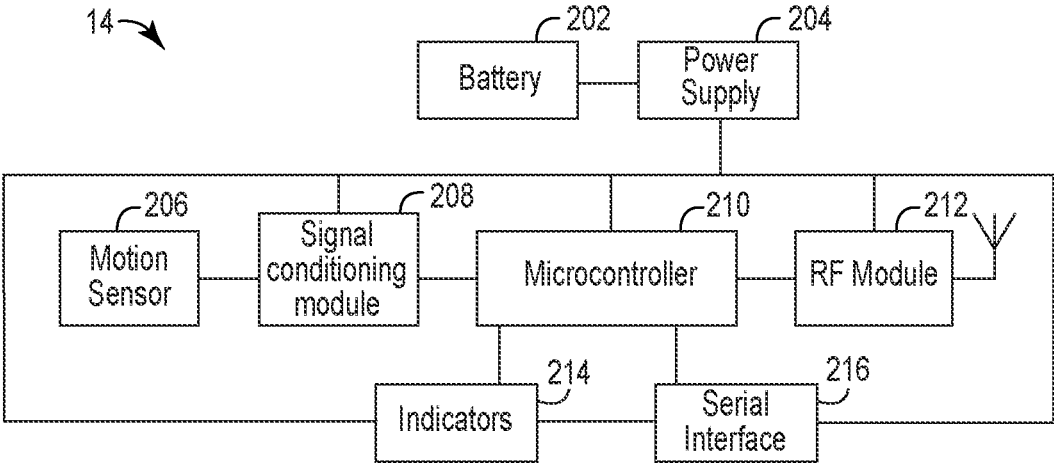 14
202
204
Battery
Power
Supply
206
208
210
212
Motion
Sensor
Signal
conditioning
module
Microcontroller
RF Module
214
216
Indicators
Serial
Interface